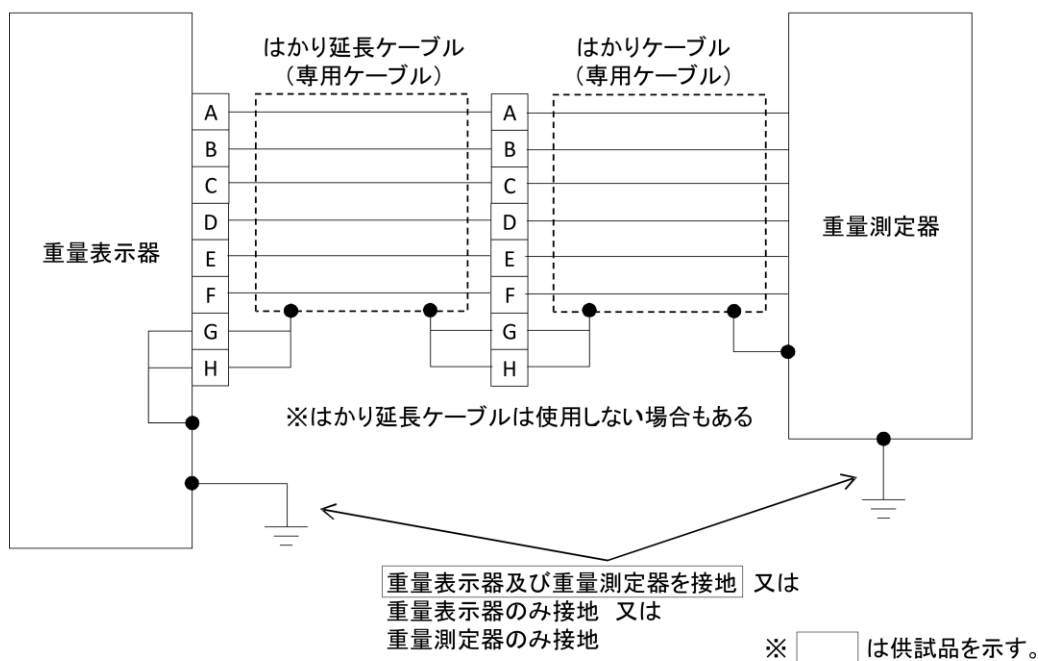 はかり延長ケーブル
（専用ケーブル）
はかりケーブル
（専用ケーブル）
重量表示器
A
B
C
D
E
F
G
H
A
B
C
D
E
F
G
H
重量測定器
※はかり延長ケーブルは使用しない場合もある
重量表示器及び重量測定器を接地 又は
重量表示器のみ接地 又は
重量測定器のみ接地
※ は供試品を示す。